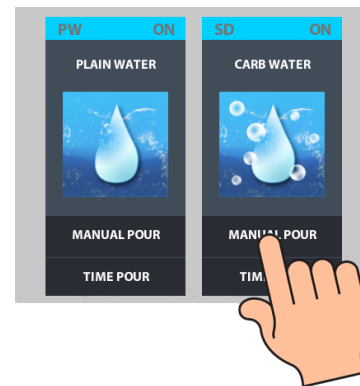 PW ON
PLAIN WATER
MANUAL POUR
TIME POUR
SD ON
CARB WATER
MANUAL POUR